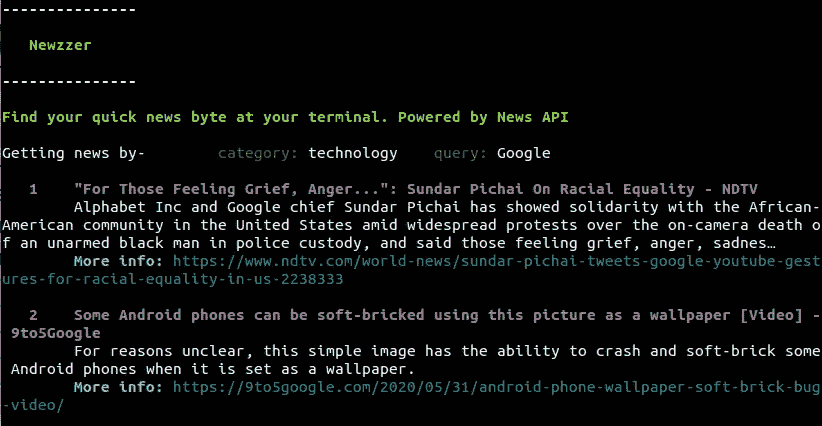 ---------------
Newzzer
---------------
Find your quick news byte at your terminal. Powered by News API
Getting news by- category: technology query: Google
1 "For Those Feeling Grief, Anger...": Sundar Pichai On Racial Equality - NDTV
Alphabet Inc and Google chief Sundar Pichai has showed solidarity with the African-
American community in the United States amid widespread protests over the on-camera death o
f an unarmed black man in police custody, and said those feeling grief, anger, sadnes…
More info: https://www.ndtv.com/world-news/sundar-pichai-tweets-google-youtube-gest
ures-for-racial-equality-in-us-2238333
2 Some Android phones can be soft-bricked using this picture as a wallpaper [Video] -
9to5Google
For reasons unclear, this simple image has the ability to crash and soft-brick some
Android phones when it is set as a wallpaper.
More info: https://9to5google.com/2020/05/31/android-phone-wallpaper-soft-brick-bug
-video/